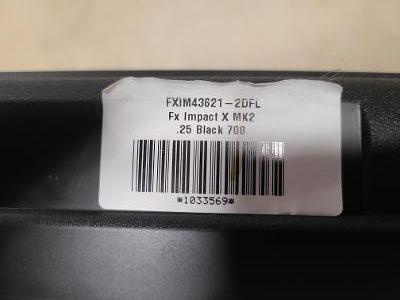 FXIM43621-2DFL
Fx Impact X MK2
.25 Black 700
*1033569*